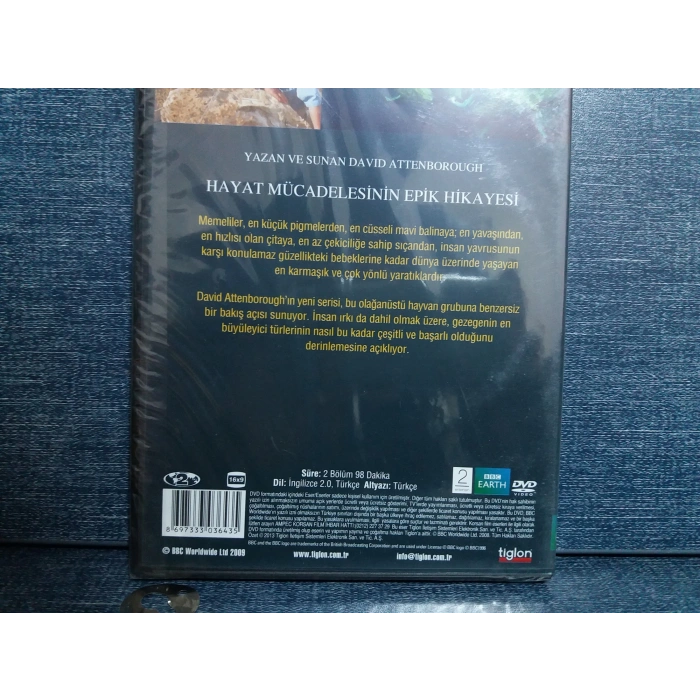 YAZAN VE SUNAN DAVID ATTENBOROUGH
HAYAT MÜCADELESİNİN EPİK HİKAYESİ
Memeliler, en küçük pigmelerden, en cüsseli mavi balinaya; en yavaşından,
en hızlısı olan çitaya, en az çekiciliğe sahip sıçandan, insan yavrusunun
karşı konulamaz güzellikteki bebeklerine kadar dünya üzerinde yaşayan
en karmaşık ve çok yönlü yaratıklardır.
David Attenborough'ın yeni serisi, bu olağanüstü hayvan grubuna benzersiz
bir bakış açısı sunuyor. İnsan ırkı da dahil olmak üzere, gezegenin en
büyüleyici türlerinin nasıl bu kadar çeşitli ve başarlı olduğunu
derinlemesine açıklıyor.
Süre: 2 Bölüm 98 Dakika
Dil: İngilizce 2.0, Türkçe Altyazı: Türkçe
2
16x9
2
BBC
EARTH
DVD
VIDEO
8 697333 036435
© BBC Worldwide Ltd 2009
www.tiglon.com.tr
info@tiglon.com.tr
tiglon